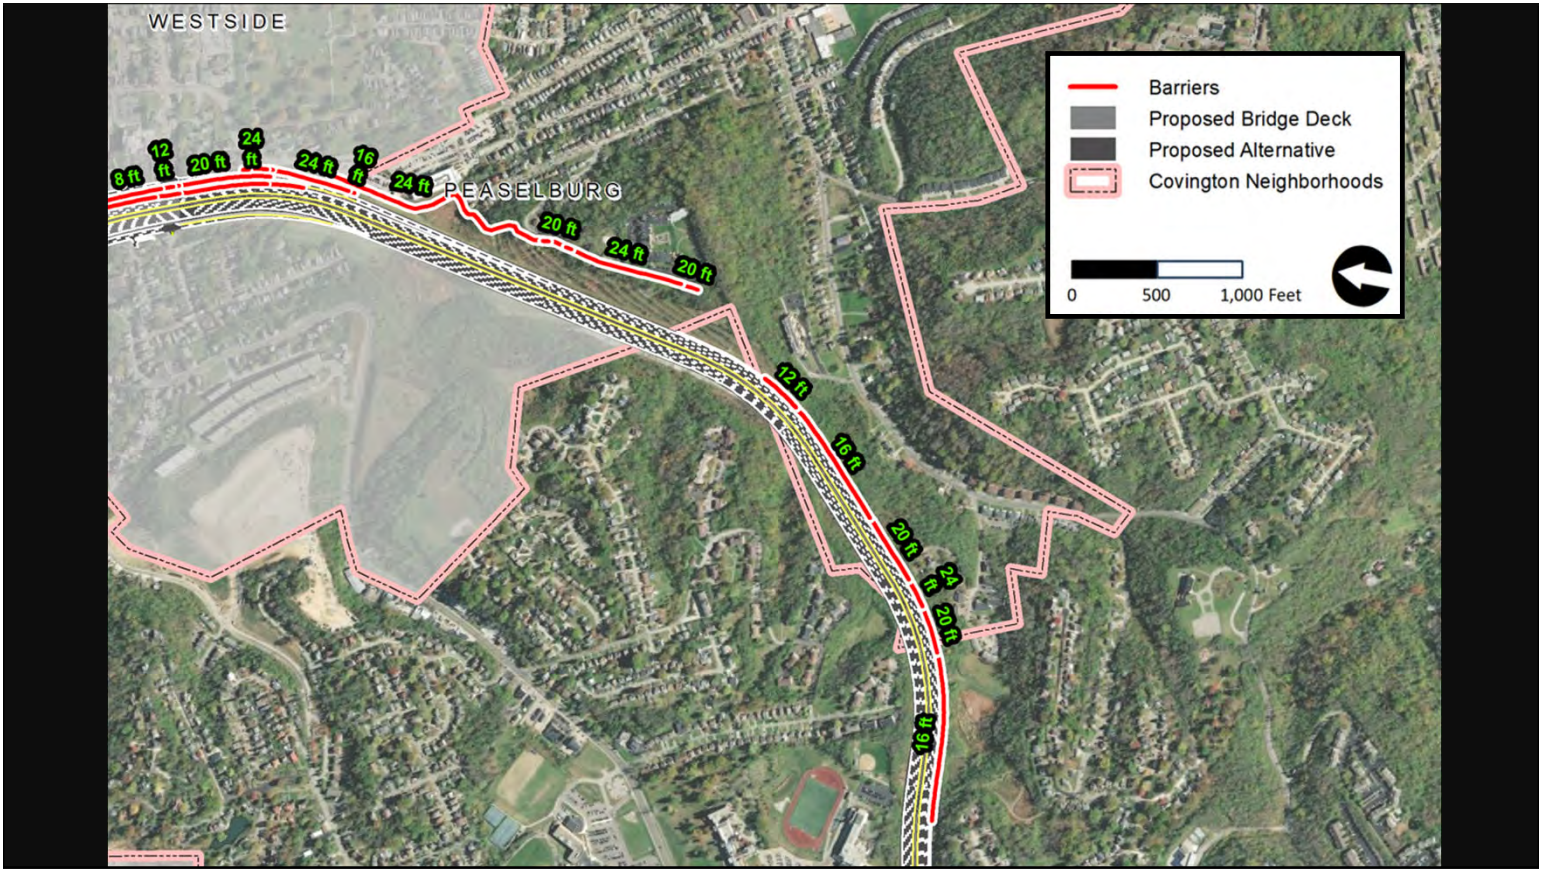 WESTSIDE
Barriers
Proposed Bridge Deck
Proposed Alternative
Covington Neighborhoods
0 500 1,000 Feet
8 ft
12
ft
20 ft
24
ft
24 ft
16
ft
24 ft
PEASELBURG
20 ft
24 ft
20 ft
12 ft
16 ft
20 ft
24
ft
20 ft
16 ft